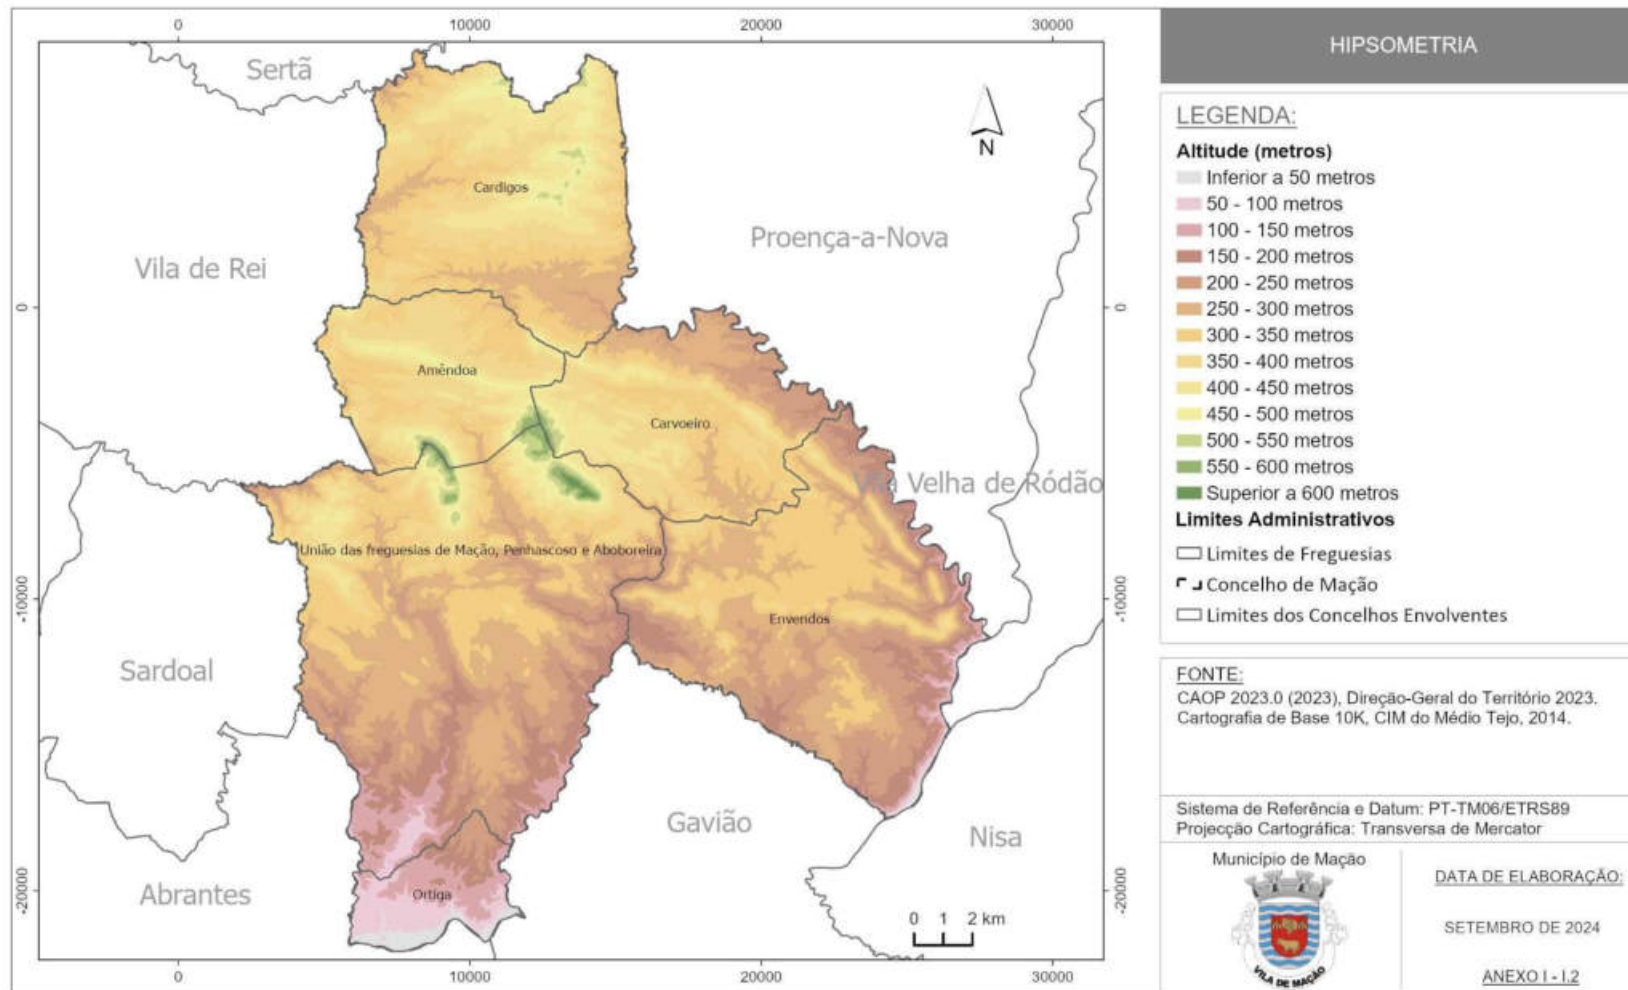 0 10000 20000 30000
HIPSOMETRIA
Sertã
N
Cardigos
Proença-a-Nova
Vila de Rei
0 0
Amêndoa
Carvoeiro
Vila Velha de Ródão
União das freguesias de Mação, Penhascoso e Aboboreira
-10000 -10000
Envendos
Sardoal
Gavião
Nisa
Abrantes
Ortiga
-20000 -20000
0 1 2 km
0 10000 20000 30000
LEGENDA:
Altitude (metros)
Inferior a 50 metros
50 - 100 metros
100 - 150 metros
150 - 200 metros
200 - 250 metros
250 - 300 metros
300 - 350 metros
350 - 400 metros
400 - 450 metros
450 - 500 metros
500 - 550 metros
550 - 600 metros
Superior a 600 metros
Limites Administrativos
Limites de Freguesias
Concelho de Mação
Limites dos Concelhos Envolventes
FONTE:
CAOP 2023.0 (2023), Direção-Geral do Território 2023.
Cartografia de Base 10K, CIM do Médio Tejo, 2014.
Sistema de Referência e Datum: PT-TM06/ETRS89
Projecção Cartográfica: Transversa de Mercator
Município de Mação
VILA DE MAÇÃO
DATA DE ELABORAÇÃO:
SETEMBRO DE 2024
ANEXO I - I.2